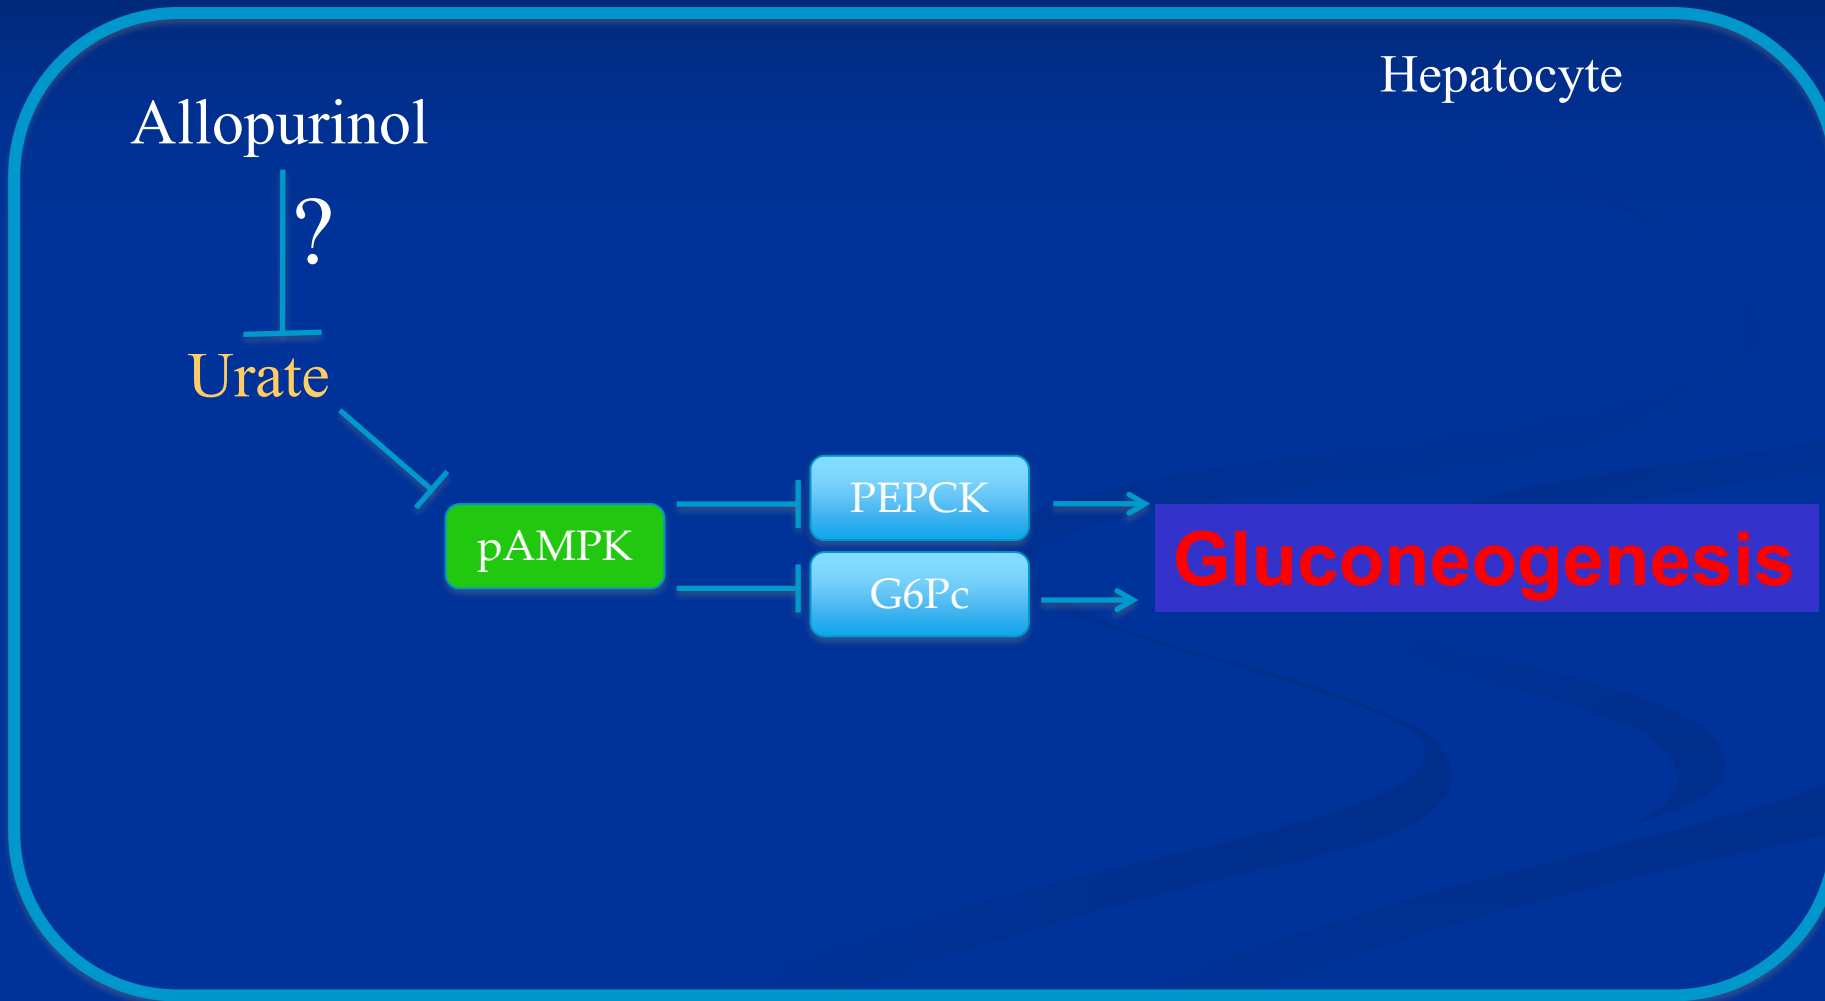 Hepatocyte
Allopurinol
?
Urate
PEPCK
pAMPK
Gluconeogenesis
G6Pc